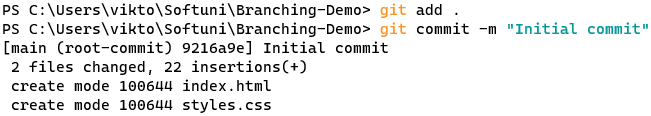 PS C:\Users\vikto\Softuni\Branching-Demo> git add .
PS C:\Users\vikto\Softuni\Branching-Demo> git commit -m "Initial commit"
[main (root-commit) 9216a9e] Initial commit
 2 files changed, 22 insertions(+)
 create mode 100644 index.html
 create mode 100644 styles.css